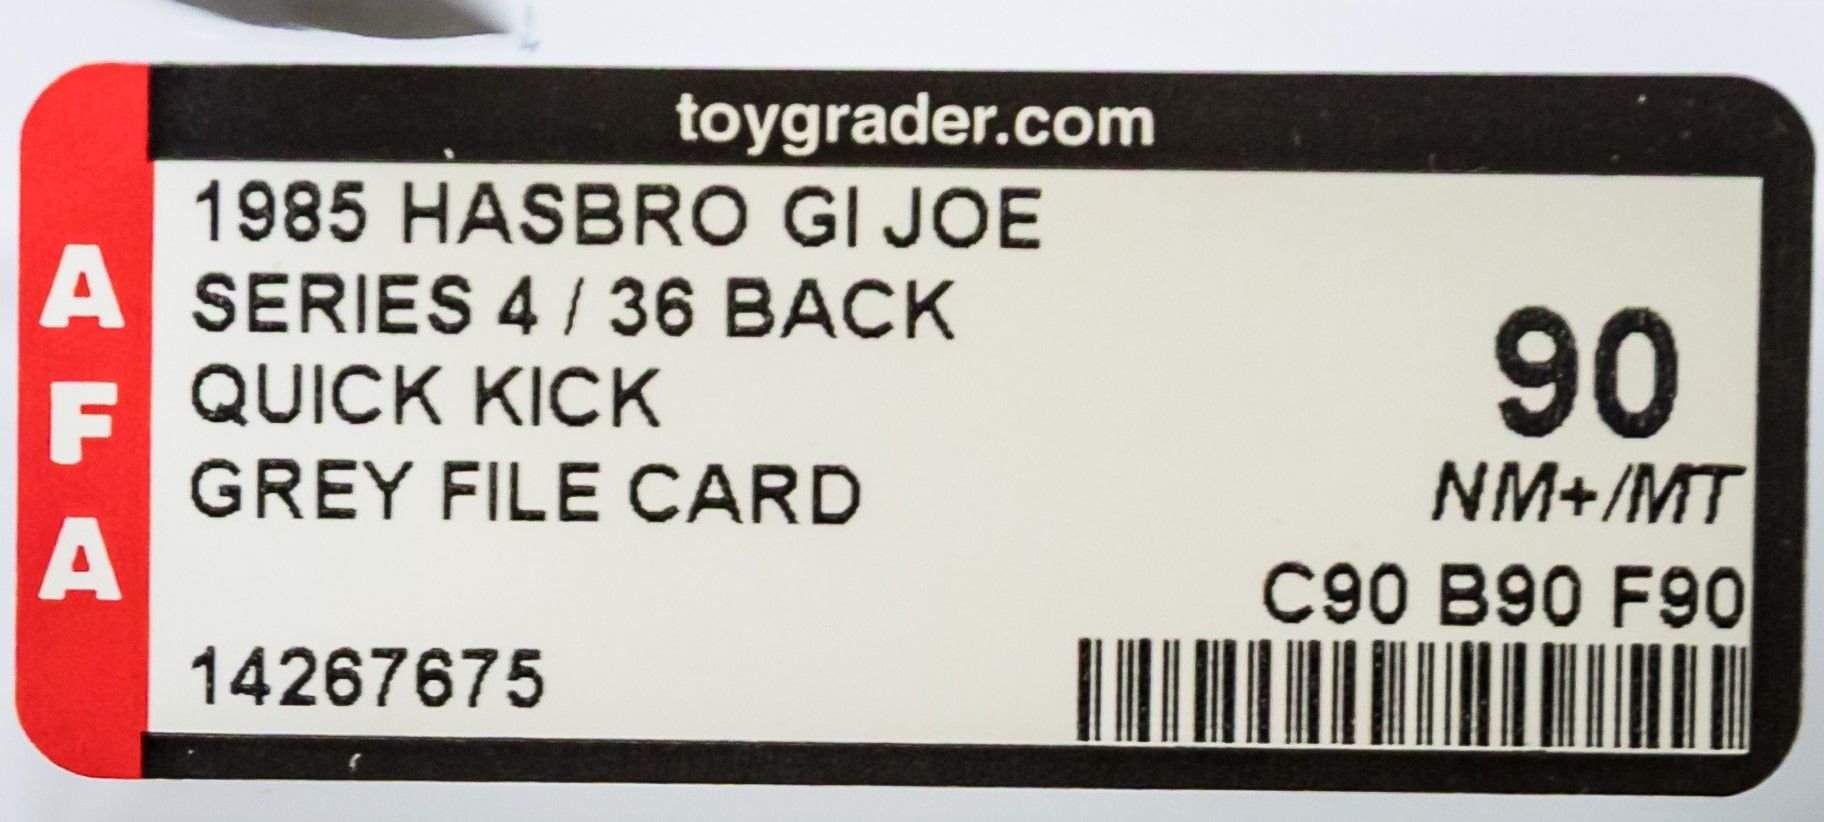 toygrader.com
AFA
1985 HASBRO GI JOE
SERIES 4 / 36 BACK
QUICK KICK
GREY FILE CARD
90
NM+/MT
C90 B90 F90
14267675